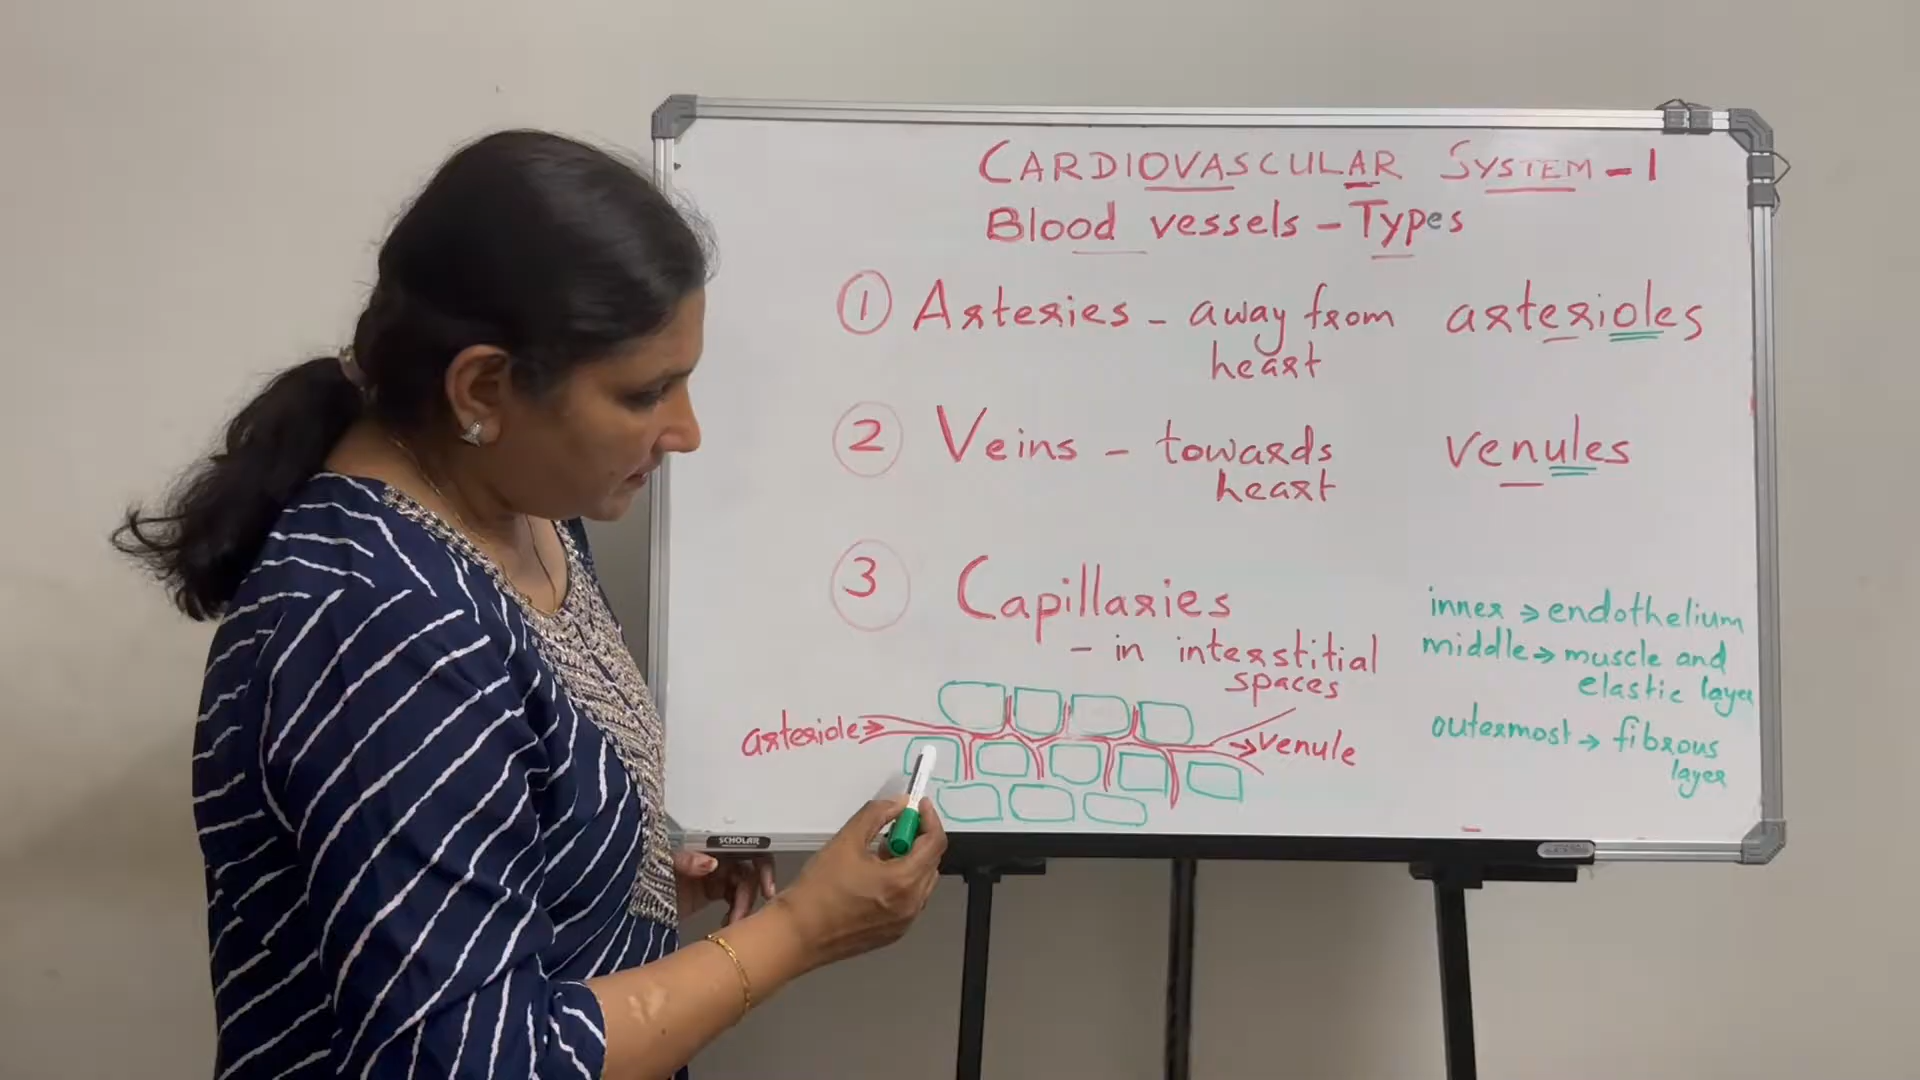 CARDIOVASCULAR SYSTEM - 1
Blood vessels - Types
1 Arteries - away from heart arterioles
2 Veins - towards heart venules
3 Capillaries
- in interstitial spaces
arteriole → → venule
inner → endothelium
middle → muscle and elastic layer
outermost → fibrous layer
SCHOLAR